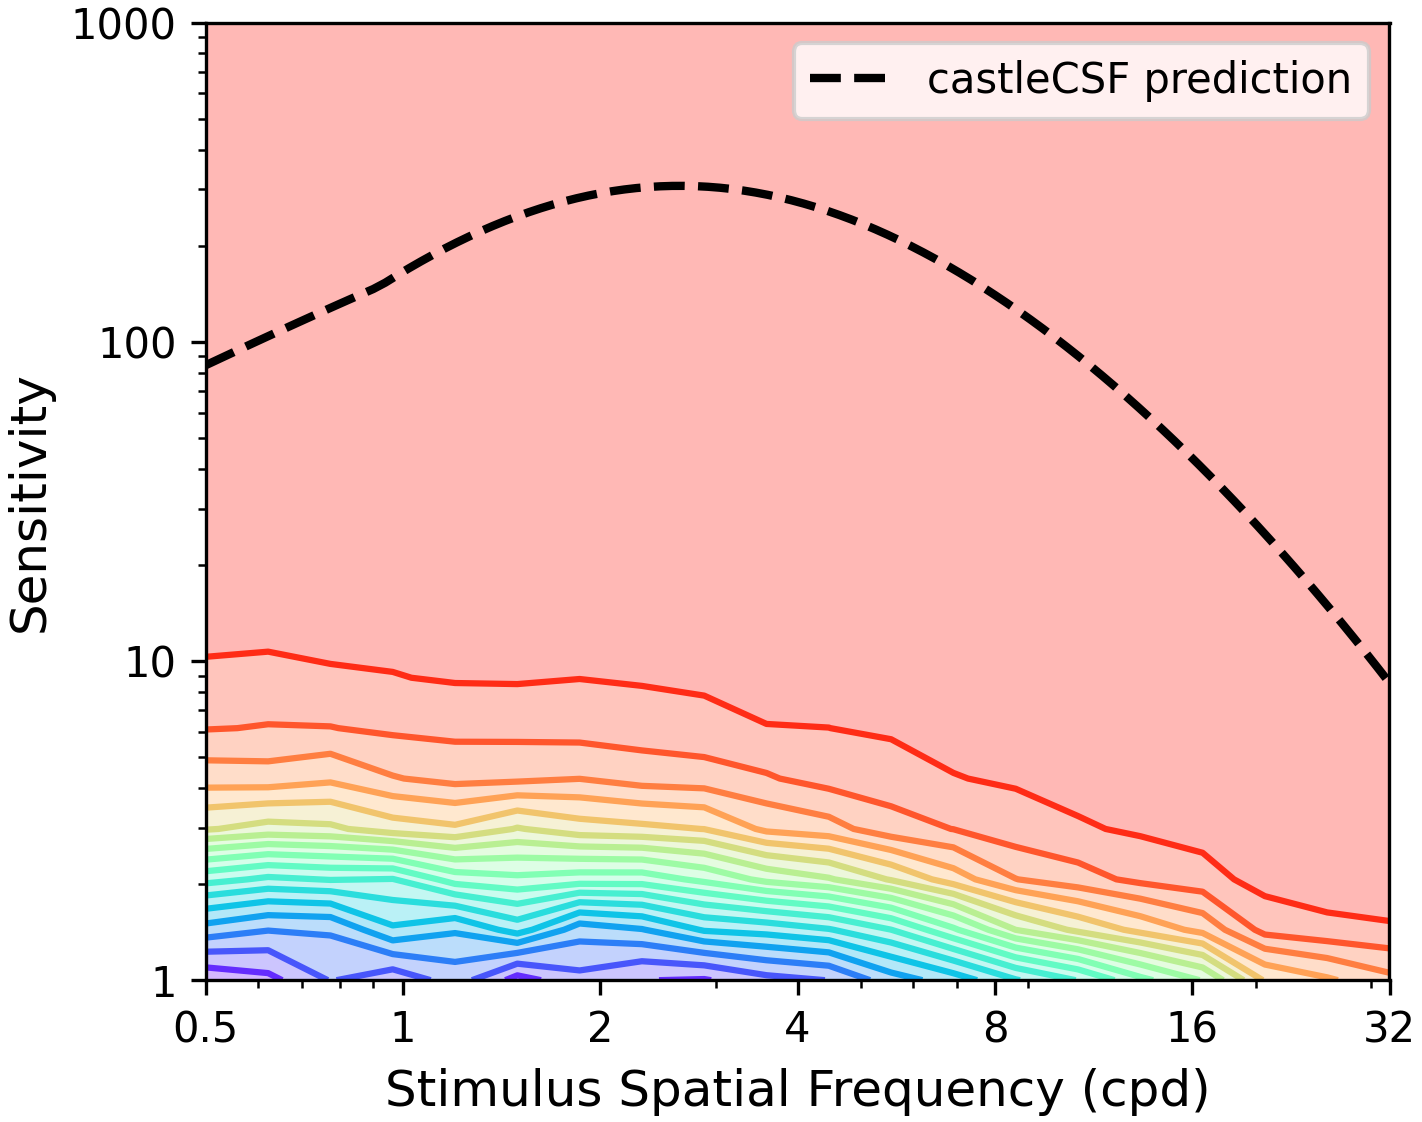 1000
castleCSF prediction
100
Sensitivity
10
1
0.5 1 2 4 8 16 32
Stimulus Spatial Frequency (cpd)